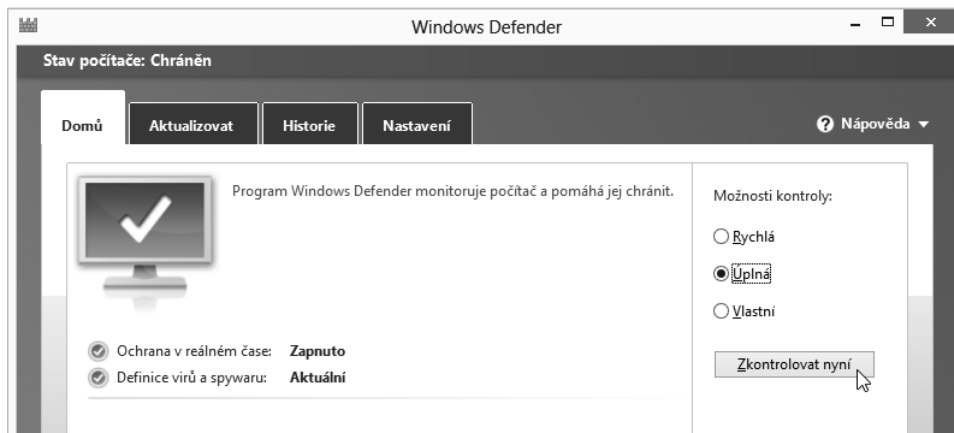 Windows Defender
Stav počítače: Chráněn
Domů
Aktualizovat
Historie
Nastavení
Nápověda
Program Windows Defender monitoruje počítač a pomáhá jej chránit.
Možnosti kontroly:
Rychlá
Úplná
Vlastní
Zkontrolovat nyní
Ochrana v reálném čase: Zapnuto
Definice virů a spywaru: Aktuální